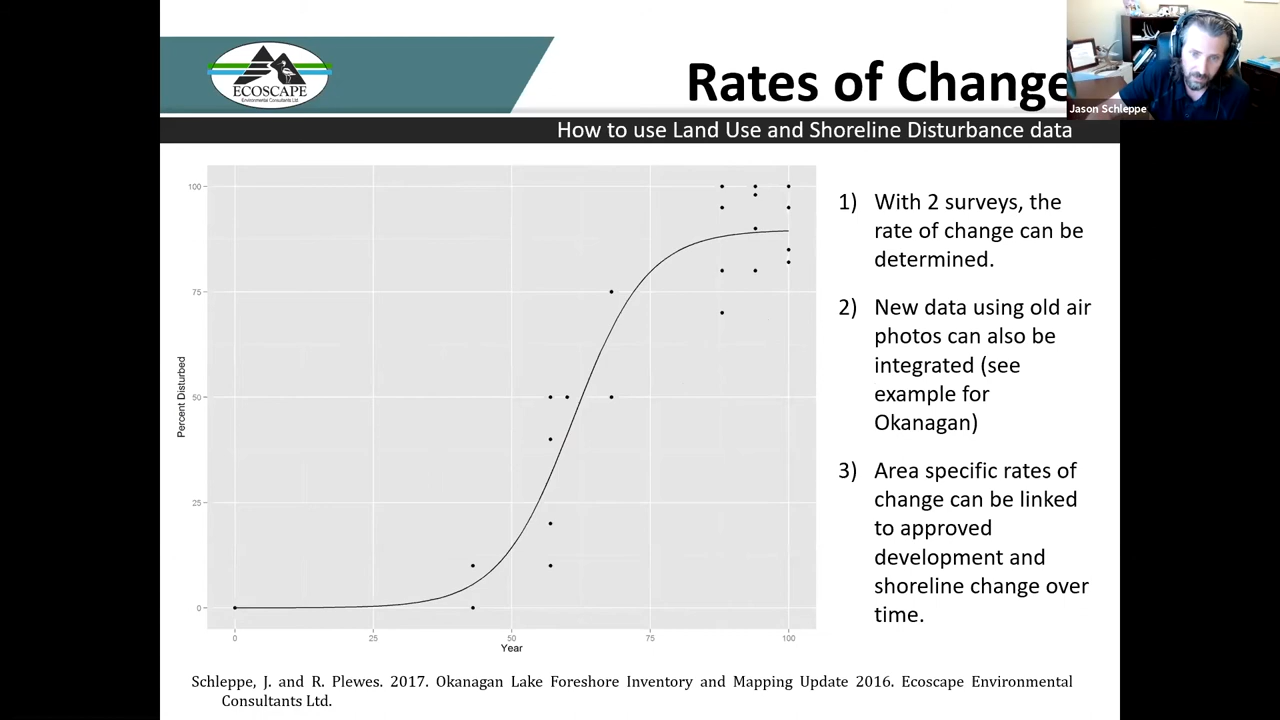 ECOSCAPE
Environmental Consultants Ltd.
Rates of Change
Jason Schleppe
How to use Land Use and Shoreline Disturbance data
100
75
50
25
0
Percent Disturbed
0 25 50 75 100
Year
1) With 2 surveys, the
rate of change can be
determined.
2) New data using old air
photos can also be
integrated (see
example for
Okanagan)
3) Area specific rates of
change can be linked
to approved
development and
shoreline change over
time.
Schleppe, J. and R. Plewes. 2017. Okanagan Lake Foreshore Inventory and Mapping Update 2016. Ecoscape Environmental
Consultants Ltd.